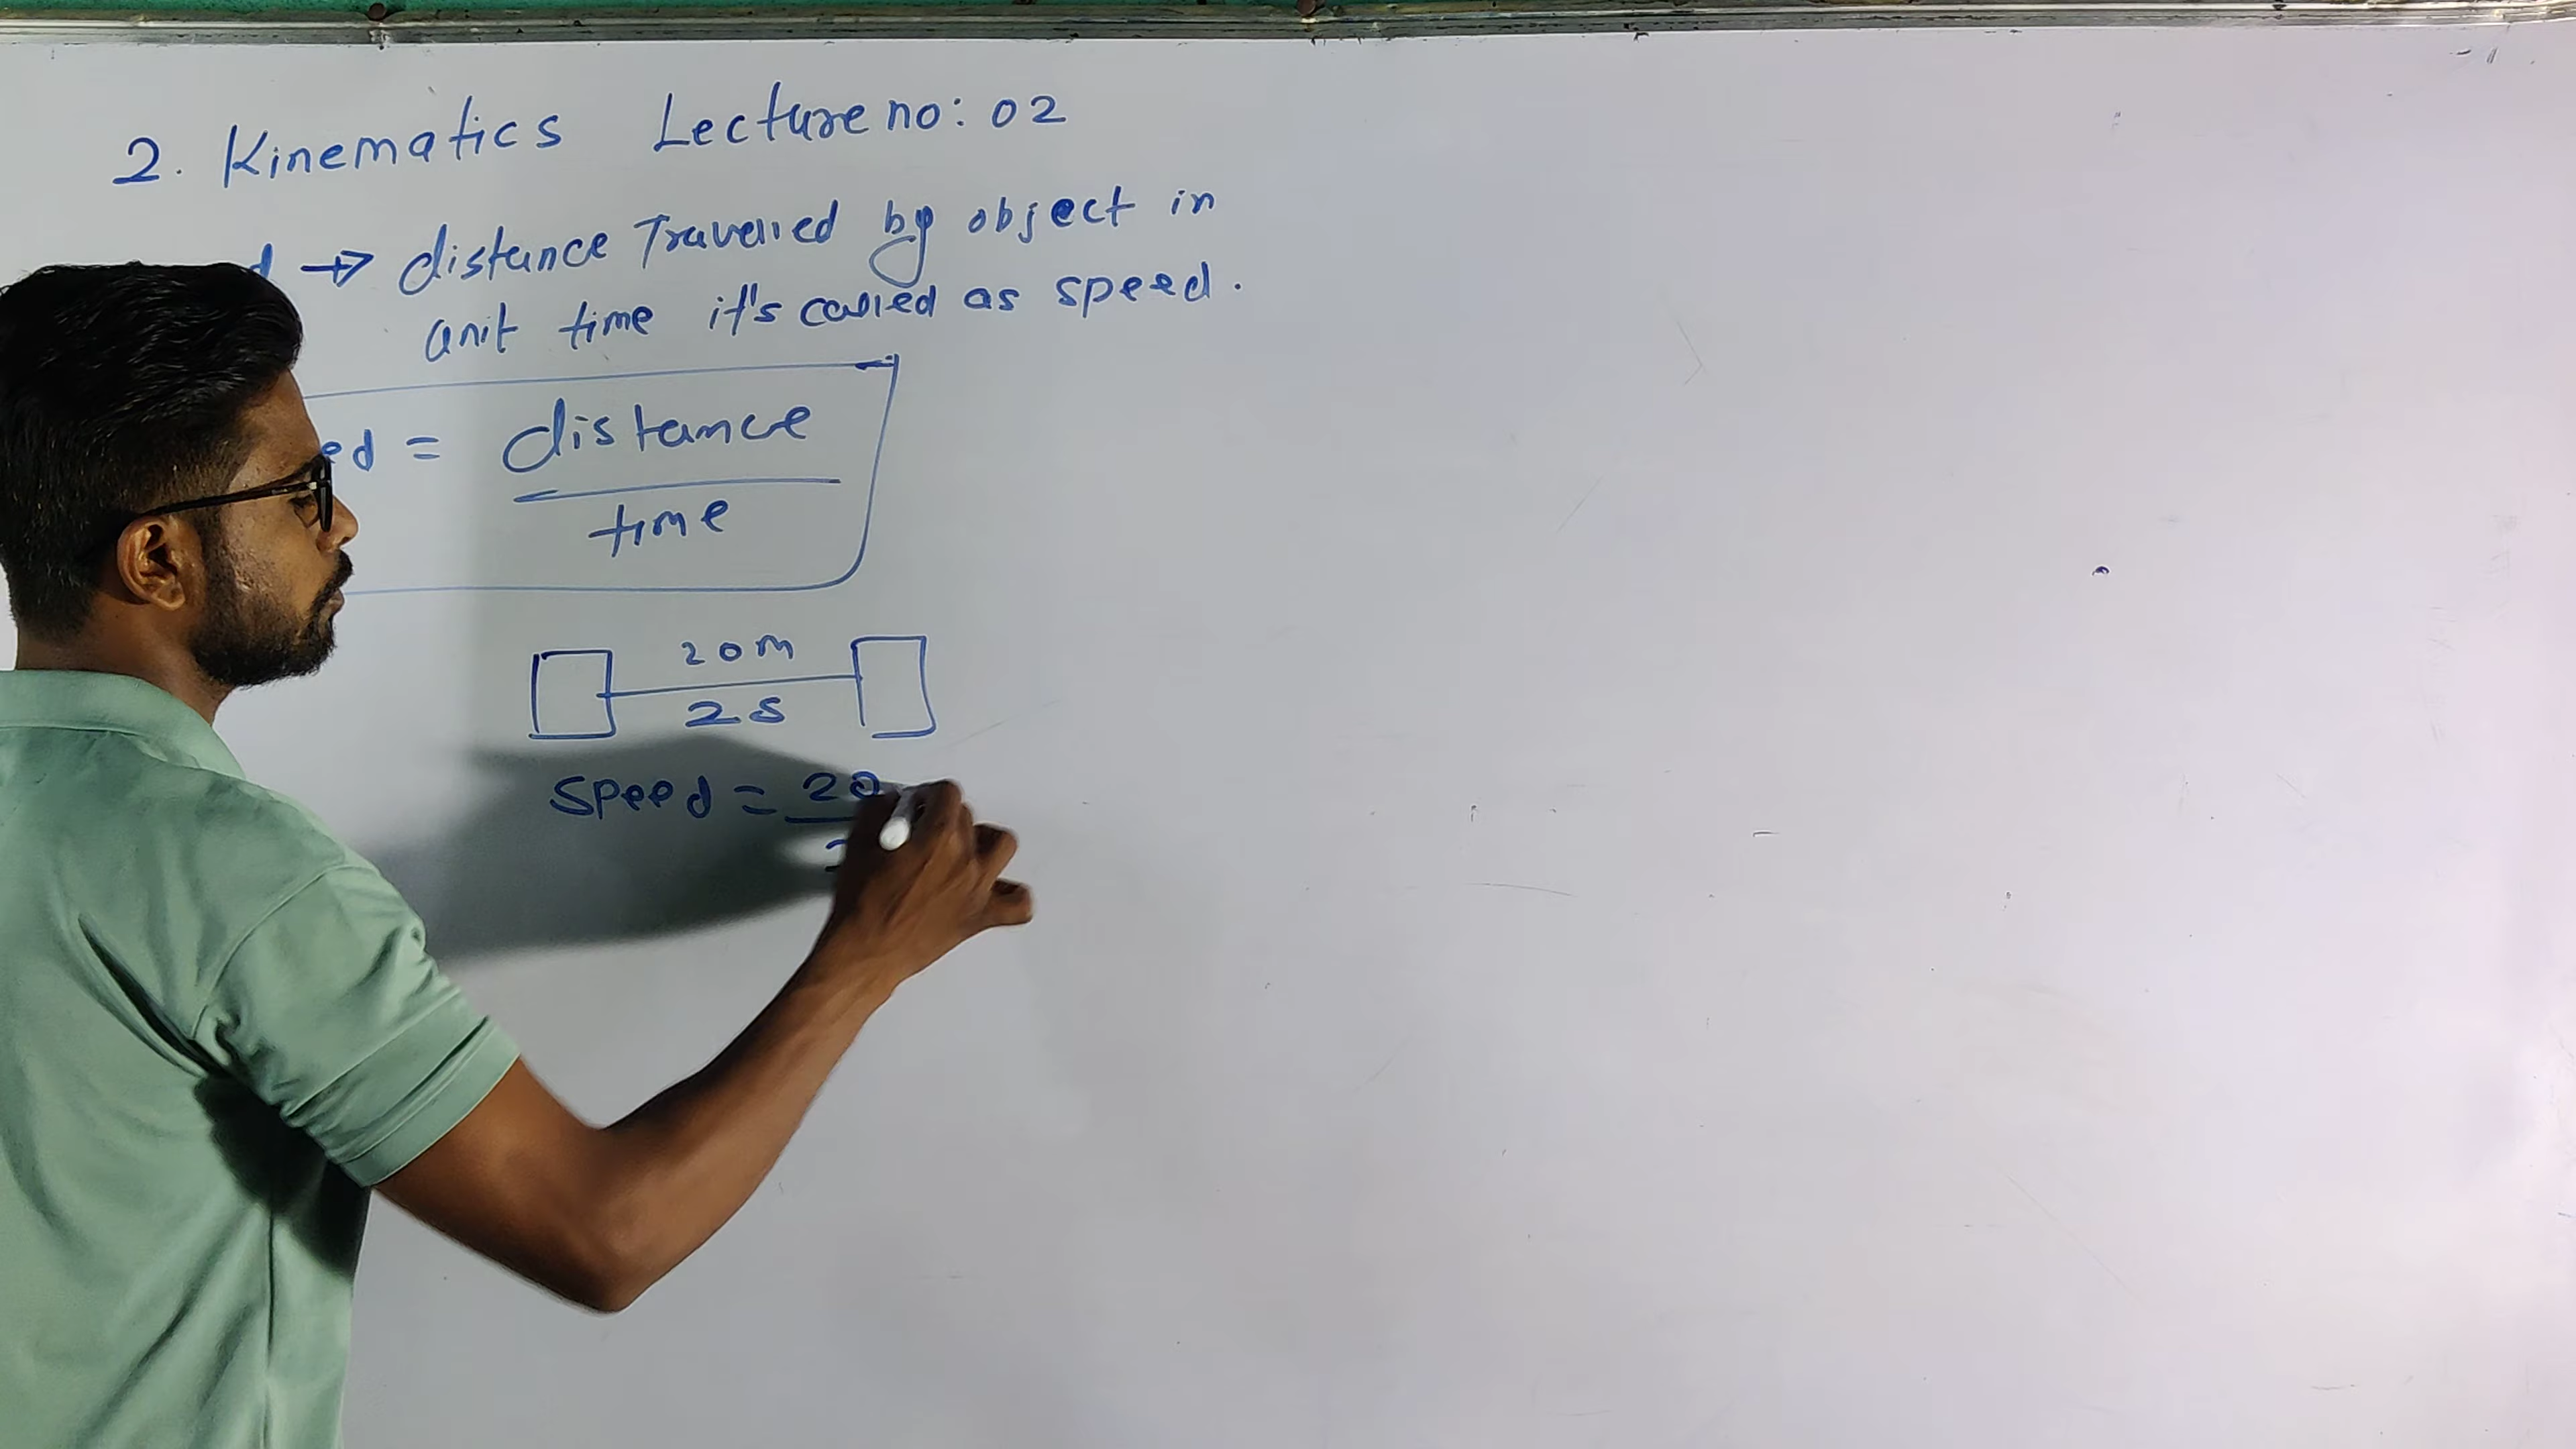 2. Kinematics Lecture no: 02
d → distance Travelled by object in
unit time it's called as speed.
ed = distance
time
20m
2s
speed = 20
2